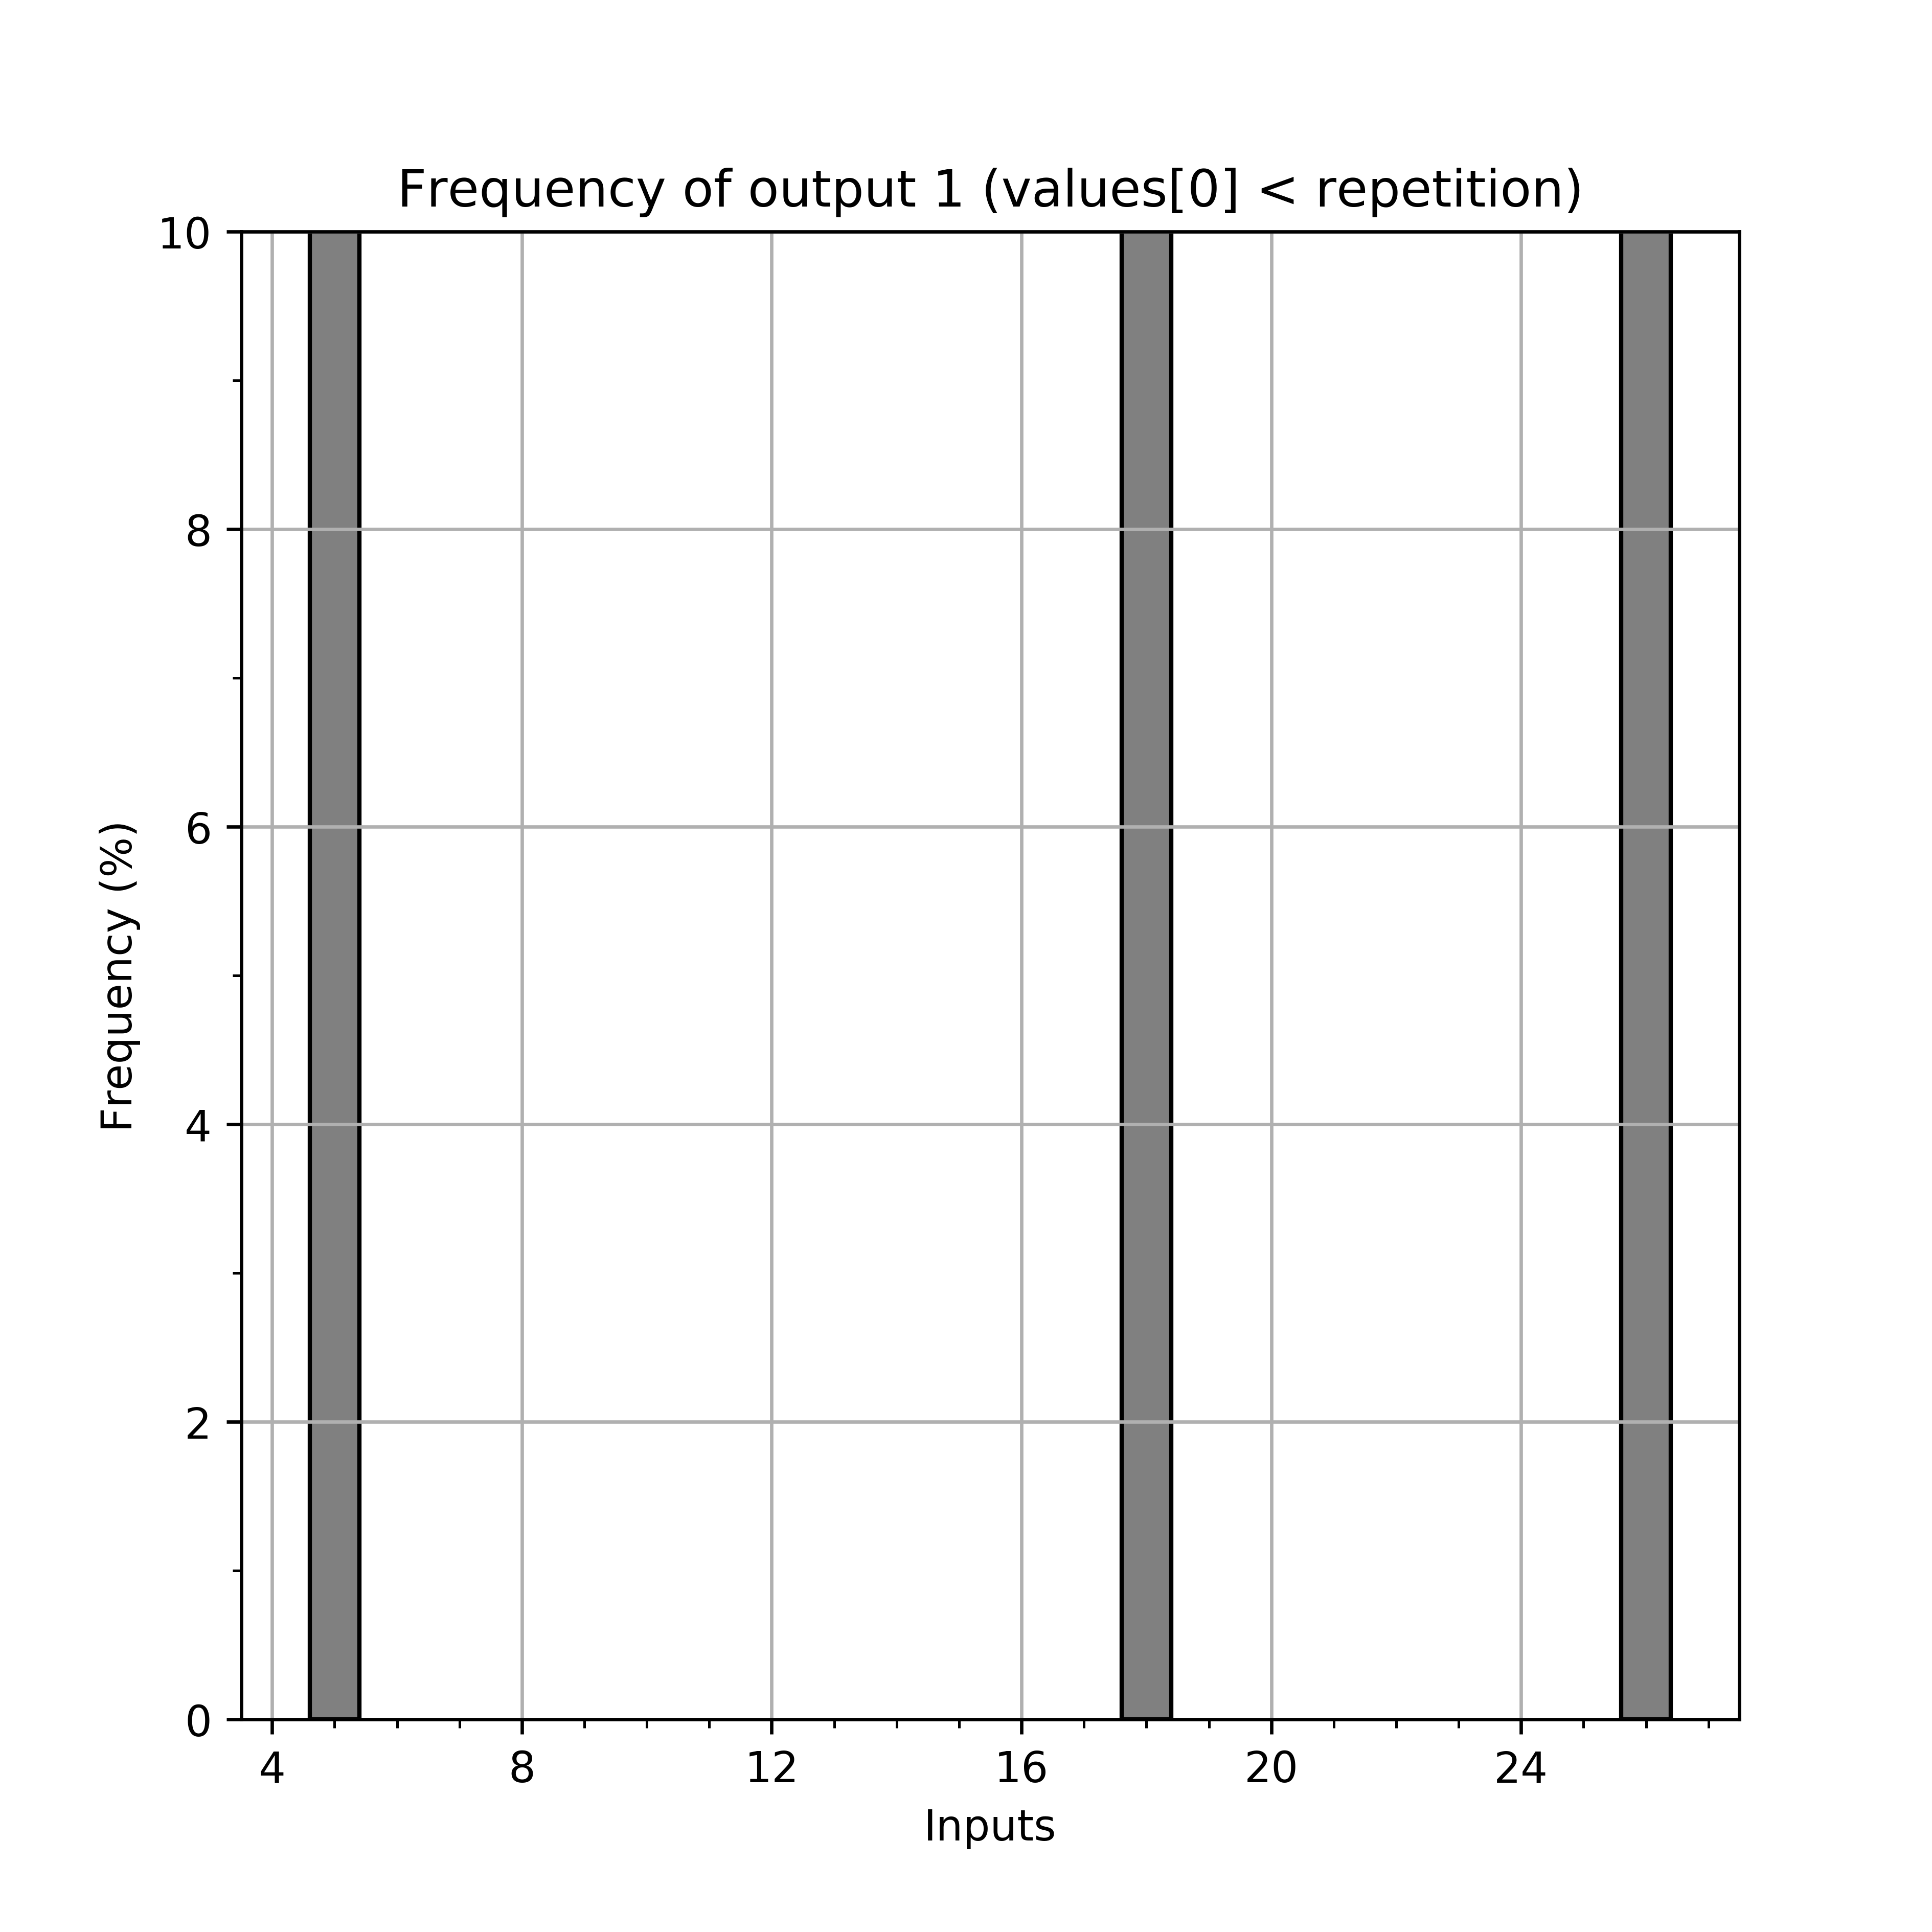 Frequency of output 1 (values[0] < repetition)
10
8
6
4
2
0
Frequency (%)
4 8 12 16 20 24
Inputs